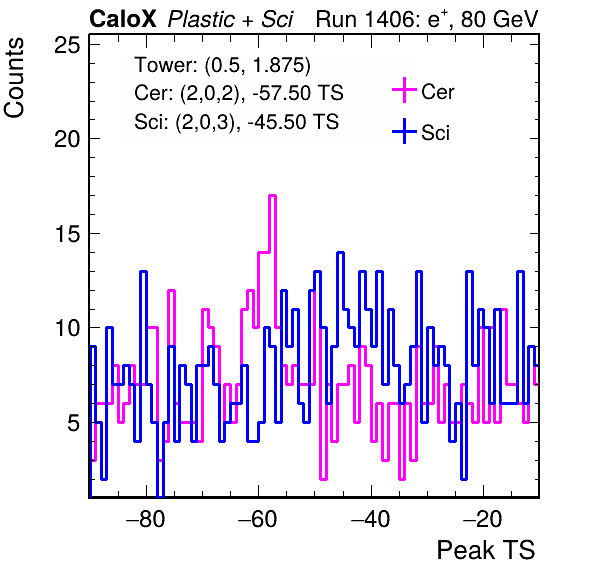 CaloX Plastic + Sci Run 1406: e+, 80 GeV
Counts
25
20
15
10
5
Tower: (0.5, 1.875)
Cer: (2,0,2), -57.50 TS
Sci: (2,0,3), -45.50 TS
Cer
Sci
−80 −60 −40 −20
Peak TS